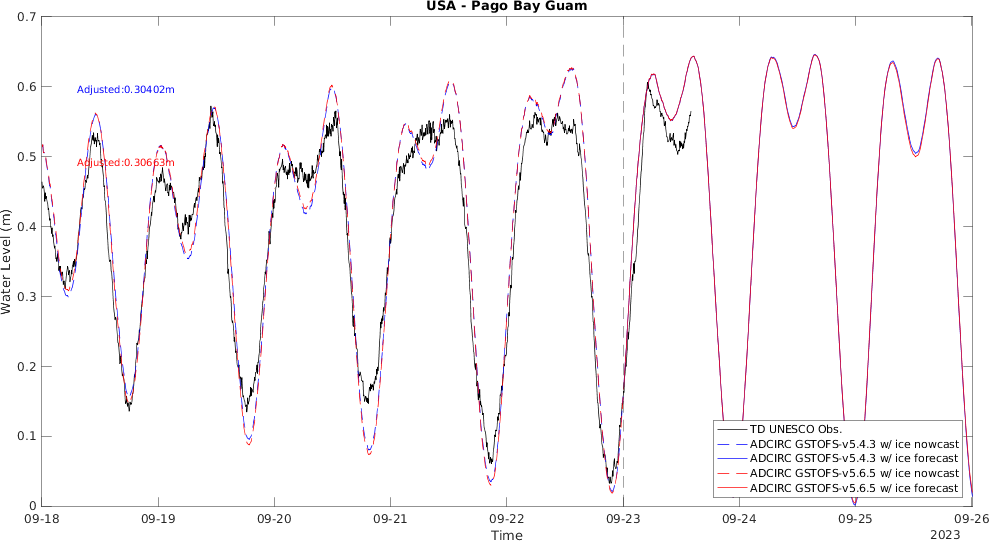 USA - Pago Bay Guam
0.7
0.6
0.5
0.4
0.3
0.2
0.1
0
Water Level (m)
Adjusted:0.30402m
Adjusted:0.30663m
TD UNESCO Obs.
ADCIRC GSTOFS-v5.4.3 w/ ice nowcast
ADCIRC GSTOFS-v5.4.3 w/ ice forecast
ADCIRC GSTOFS-v5.6.5 w/ ice nowcast
ADCIRC GSTOFS-v5.6.5 w/ ice forecast
09-18 09-19 09-20 09-21 09-22 09-23 09-24 09-25 09-26
Time
2023